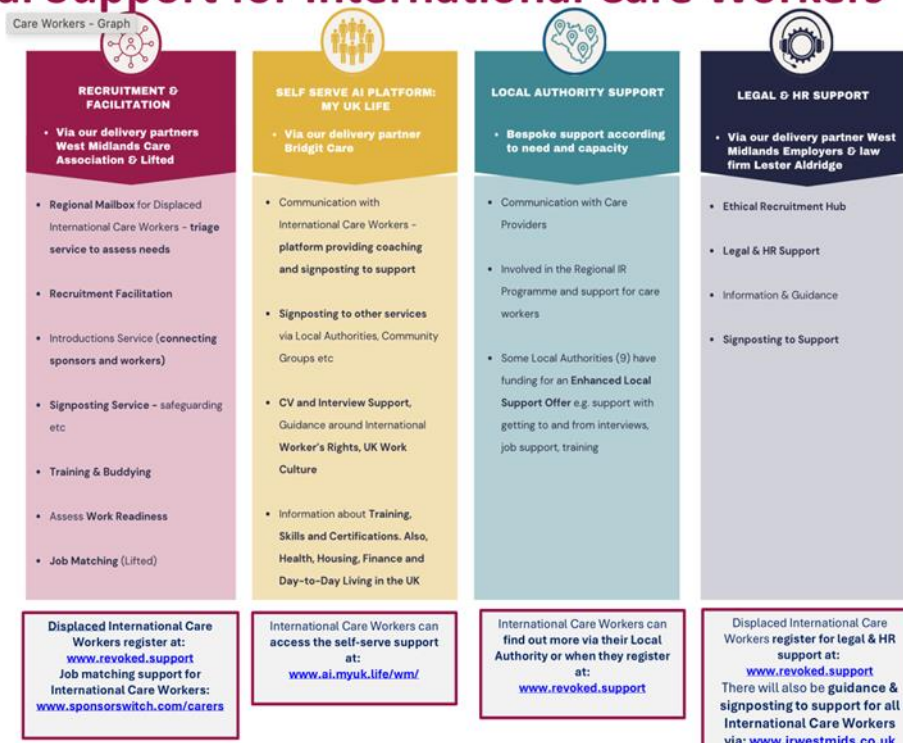 al Support for International Care Workers
Care Workers - Graph
RECRUITMENT &
FACILITATION
• Via our delivery partners
West Midlands Care
Association & Lifted
• Regional Mailbox for Displaced
International Care Workers - triage
service to assess needs
• Recruitment Facilitation
• Introductions Service (connecting
sponsors and workers)
• Signposting Service - safeguarding
etc
• Training & Buddying
• Assess Work Readiness
• Job Matching (Lifted)
Displaced International Care
Workers register at:
www.revoked.support
Job matching support for
International Care Workers:
www.sponsorswitch.com/carers
SELF SERVE AI PLATFORM:
MY UK LIFE
• Via our delivery partner
Bridgit Care
• Communication with
International Care Workers -
platform providing coaching
and signposting to support
• Signposting to other services
via Local Authorities, Community
Groups etc
• CV and Interview Support,
Guidance around International
Worker's Rights, UK Work
Culture
• Information about Training,
Skills and Certifications. Also,
Health, Housing, Finance and
Day-to-Day Living in the UK
International Care Workers can
access the self-serve support
at:
www.ai.myuk.life/wm/
LOCAL AUTHORITY SUPPORT
• Bespoke support according
to need and capacity
• Communication with Care
Providers
• Involved in the Regional IR
Programme and support for care
workers
• Some Local Authorities (9) have
funding for an Enhanced Local
Support Offer e.g. support with
getting to and from interviews,
job support, training
International Care Workers can
find out more via their Local
Authority or when they register
at:
www.revoked.support
LEGAL & HR SUPPORT
• Via our delivery partner West
Midlands Employers & law
firm Lester Aldridge
• Ethical Recruitment Hub
• Legal & HR Support
• Information & Guidance
• Signposting to Support
Displaced International Care
Workers register for legal & HR
support at:
www.revoked.support
There will also be guidance &
signposting to support for all
International Care Workers
via: www.irwestmids.co.uk